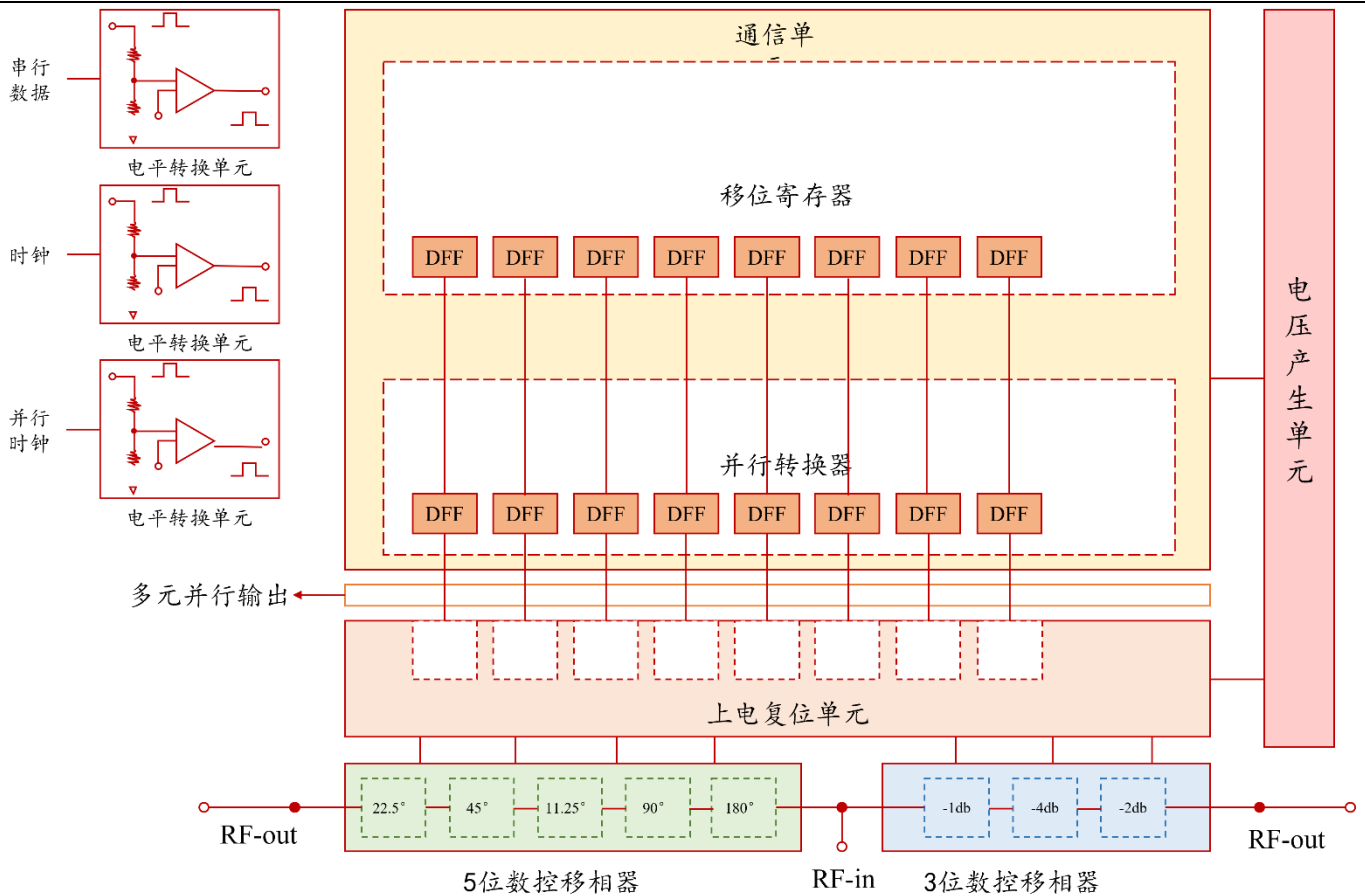 串行
数据
电平转换单元
时钟
电平转换单元
并行
时钟
电平转换单元
通信单
移位寄存器
DFF DFF DFF DFF DFF DFF DFF DFF
并行转换器
DFF DFF DFF DFF DFF DFF DFF DFF
多元并行输出
上电复位单元
电
压
产
生
单
元
22.5° 45° 11.25° 90° 180°
-1db -4db -2db
RF-out
RF-in
RF-out
5位数控移相器
3位数控移相器